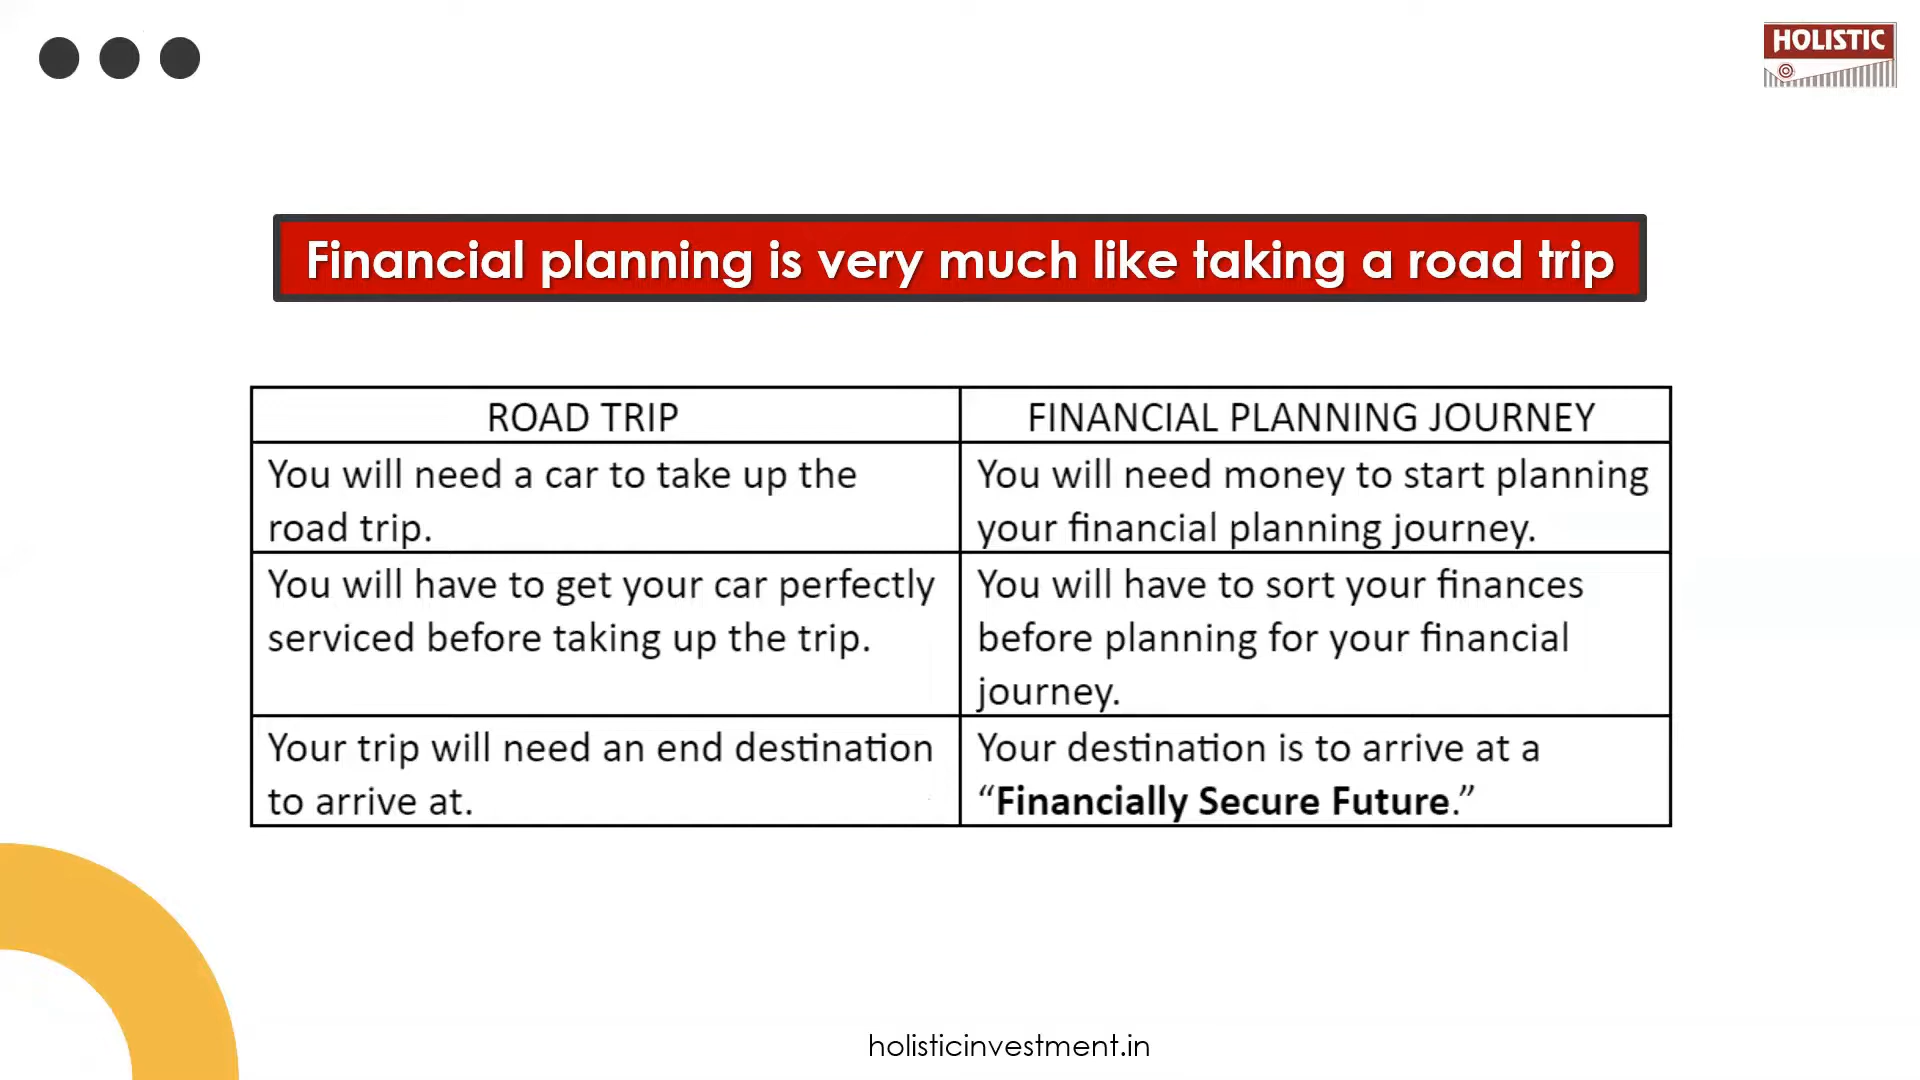 HOLISTIC
Financial planning is very much like taking a road trip
ROAD TRIP
FINANCIAL PLANNING JOURNEY
You will need a car to take up the
road trip.
You will need money to start planning
your financial planning journey.
You will have to get your car perfectly
serviced before taking up the trip.
You will have to sort your finances
before planning for your financial
journey.
Your trip will need an end destination
to arrive at.
Your destination is to arrive at a
“Financially Secure Future.”
holisticinvestment.in